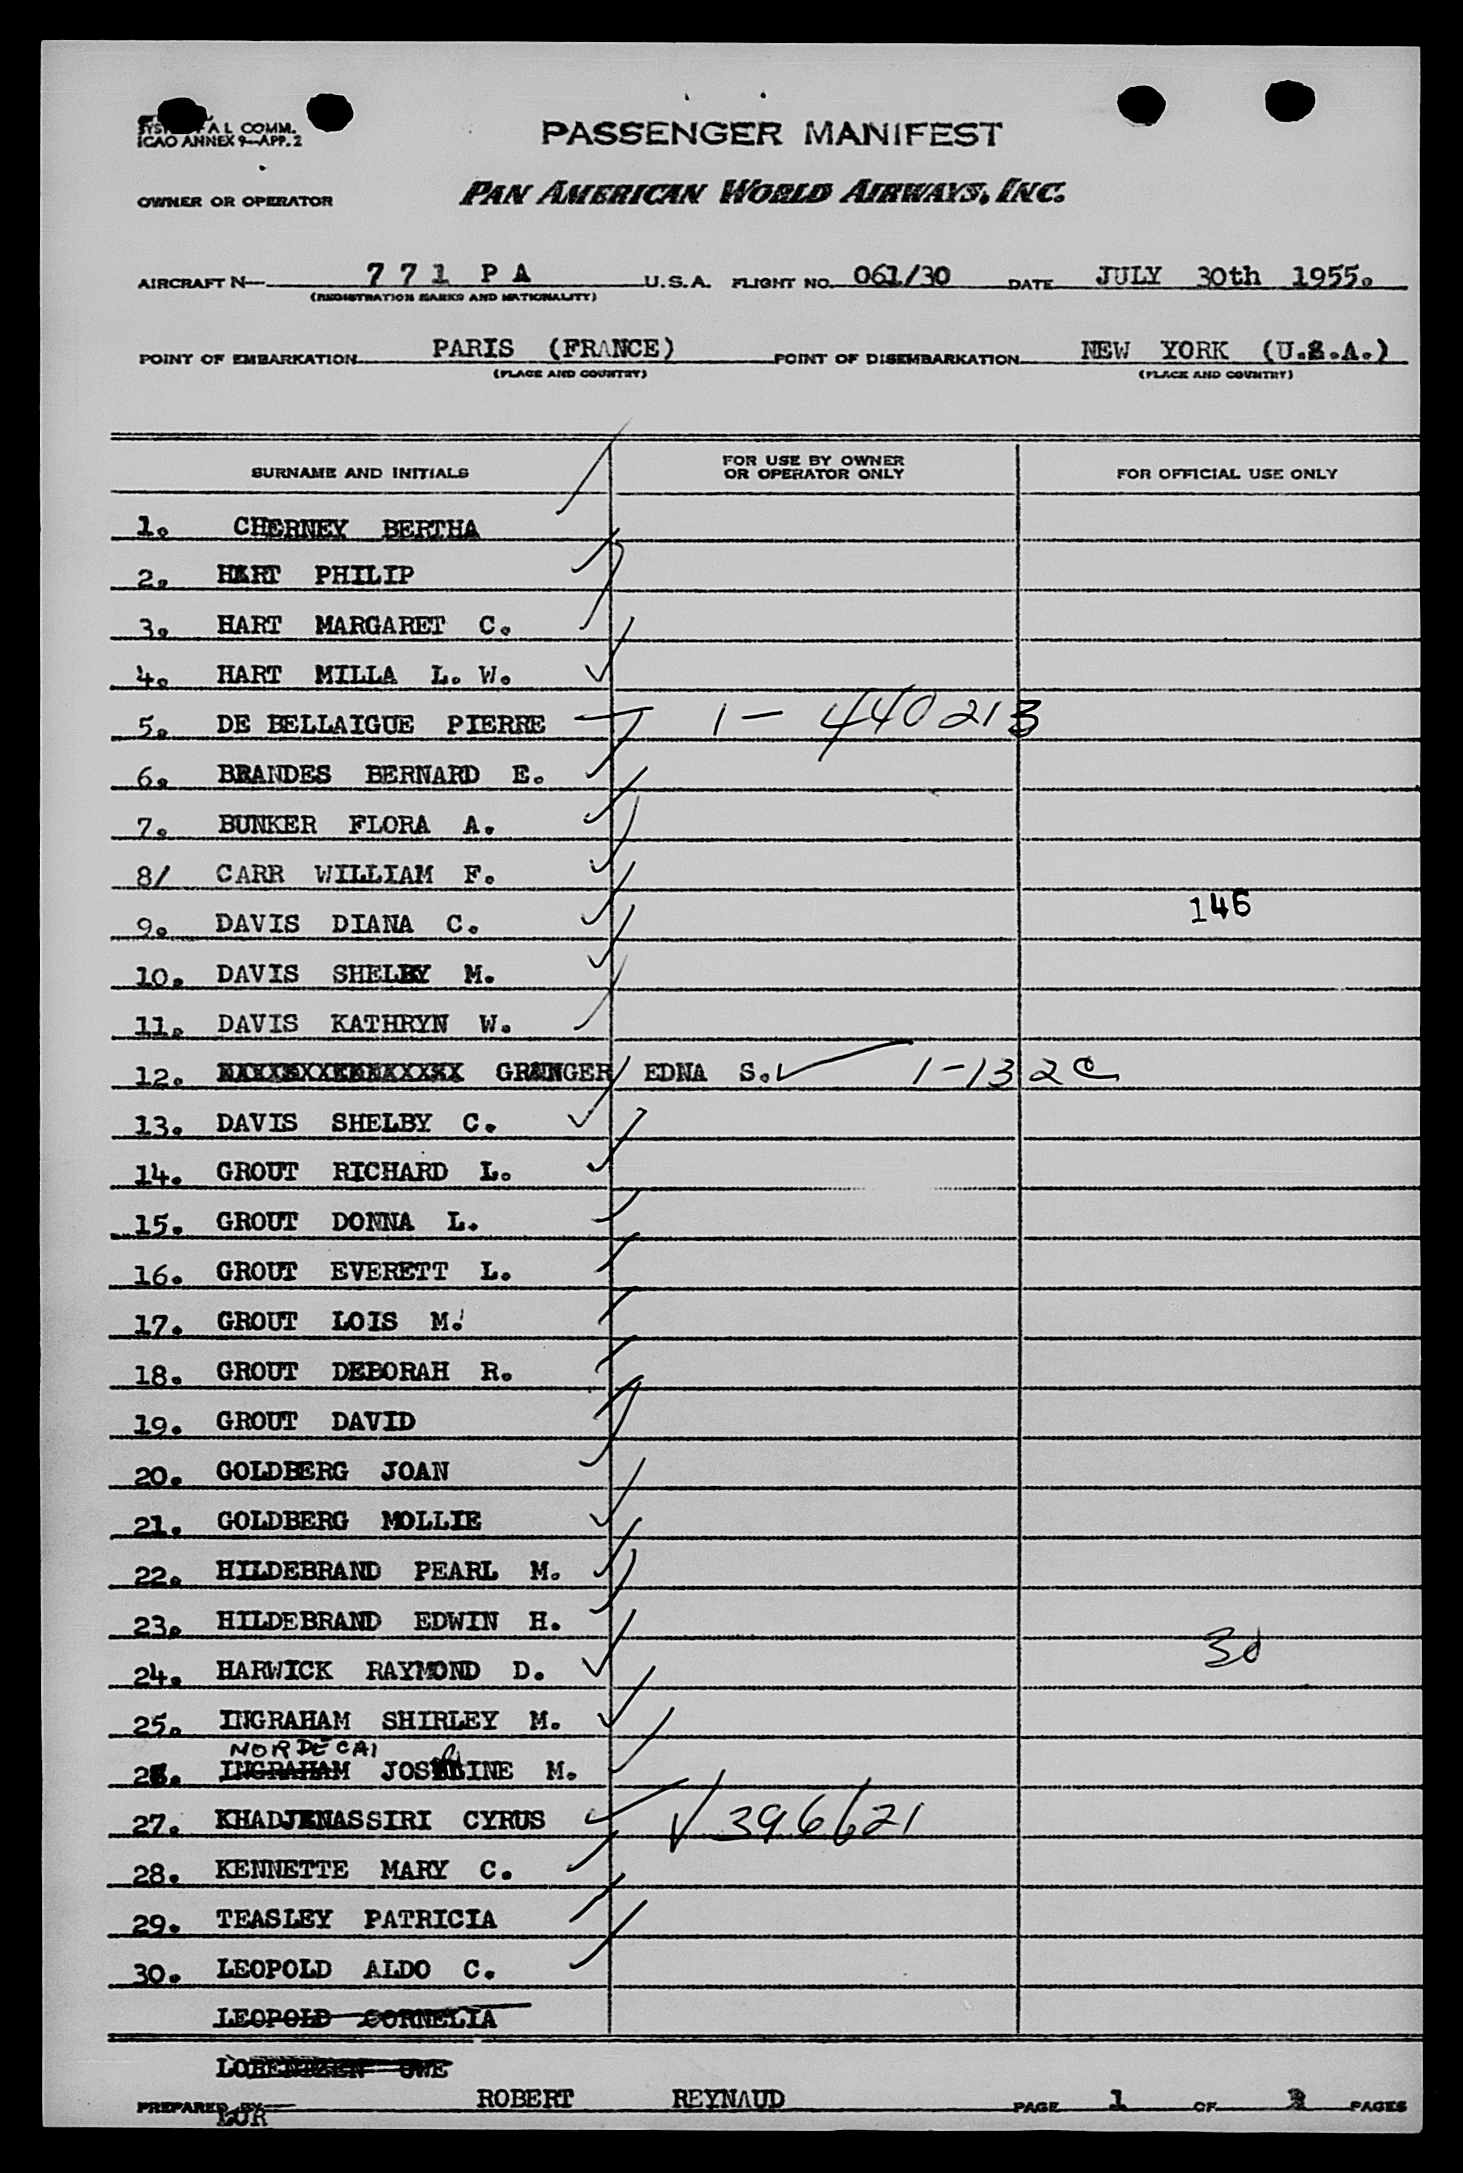 A L COMM.
ICAO ANNEX 9—APP. 2
PASSENGER MANIFEST
OWNER OR OPERATOR PAN AMERICAN WORLD AIRWAYS, INC.
AIRCRAFT N— 7 7 1 P A U.S.A. FLIGHT NO. 061/30 DATE JULY 30th 1955.
(REGISTRATION MARKS AND NATIONALITY)
POINT OF EMBARKATION PARIS (FRANCE) POINT OF DISEMBARKATION NEW YORK (U.S.A.)
(PLACE AND COUNTRY) (PLACE AND COUNTRY)
SURNAME AND INITIALS FOR USE BY OWNER OR OPERATOR ONLY FOR OFFICIAL USE ONLY
1. CHERNEY BERTHA
2. HART PHILIP
3. HART MARGARET C.
4. HART MILLA L. W.
5. DE BELLAIGUE PIERRE 1 — 440213
6. BRANDES BERNARD E.
7. BUNKER FLORA A.
8/ CARR WILLIAM F.
9. DAVIS DIANA C. 146
10. DAVIS SHELBY M.
11. DAVIS KATHRYN W.
12. GRANGER EDNA S. 1-132
13. DAVIS SHELBY C.
14. GROUT RICHARD L.
15. GROUT DONNA L.
16. GROUT EVERETT L.
17. GROUT LOIS M.
18. GROUT DEBORAH R.
19. GROUT DAVID
20. GOLDBERG JOAN
21. GOLDBERG MOLLIE
22. HILDEBRAND PEARL M.
23. HILDEBRAND EDWIN H.
24. HARWICK RAYMOND D.
25. INGRAHAM SHIRLEY M.
MORDECAI
INGRAHAM M.
27. KHADJENASSIRI CYRUS 396621
28. KENNETTE MARY C.
29. TEASLEY PATRICIA
30. LEOPOLD ALDO C.
LEOPOLD CORNELIA
UWE
PREPARED BY ROBERT REYNAUD PAGE 1 OF PAGES